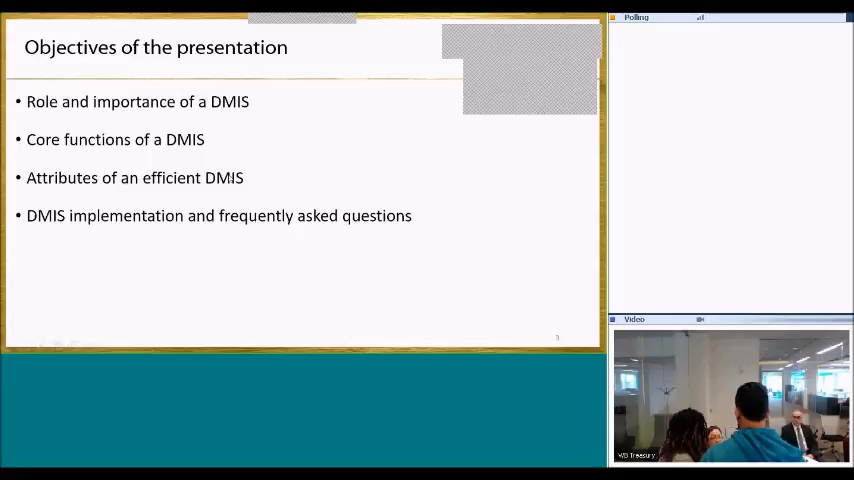 Objectives of the presentation
• Role and importance of a DMIS
• Core functions of a DMIS
• Attributes of an efficient DMIS
• DMIS implementation and frequently asked questions
3
Polling
Video
WB Treasury